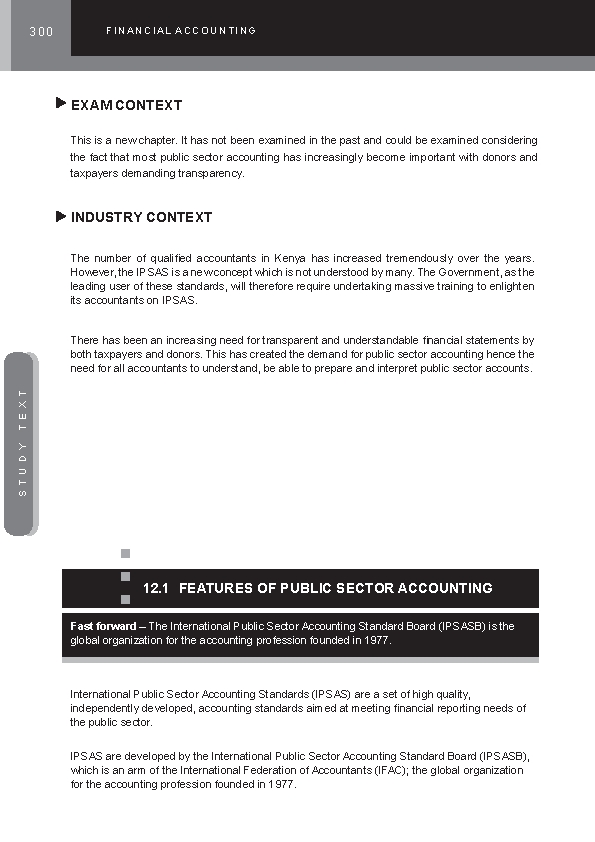 300
FINANCIAL ACCOUNTING
EXAM CONTEXT
This is a new chapter. It has not been examined in the past and could be examined considering
the fact that most public sector accounting has increasingly become important with donors and
taxpayers demanding transparency.
INDUSTRY CONTEXT
The number of qualified accountants in Kenya has increased tremendously over the years.
However, the IPSAS is a new concept which is not understood by many. The Government, as the
leading user of these standards, will therefore require undertaking massive training to enlighten
its accountants on IPSAS.
There has been an increasing need for transparent and understandable financial statements by
both taxpayers and donors. This has created the demand for public sector accounting hence the
need for all accountants to understand, be able to prepare and interpret public sector accounts.
STUDY TEXT
12.1 FEATURES OF PUBLIC SECTOR ACCOUNTING
Fast forward – The International Public Sector Accounting Standard Board (IPSASB) is the
global organization for the accounting profession founded in 1977.
International Public Sector Accounting Standards (IPSAS) are a set of high quality,
independently developed, accounting standards aimed at meeting financial reporting needs of
the public sector.
IPSAS are developed by the International Public Sector Accounting Standard Board (IPSASB),
which is an arm of the International Federation of Accountants (IFAC); the global organization
for the accounting profession founded in 1977.